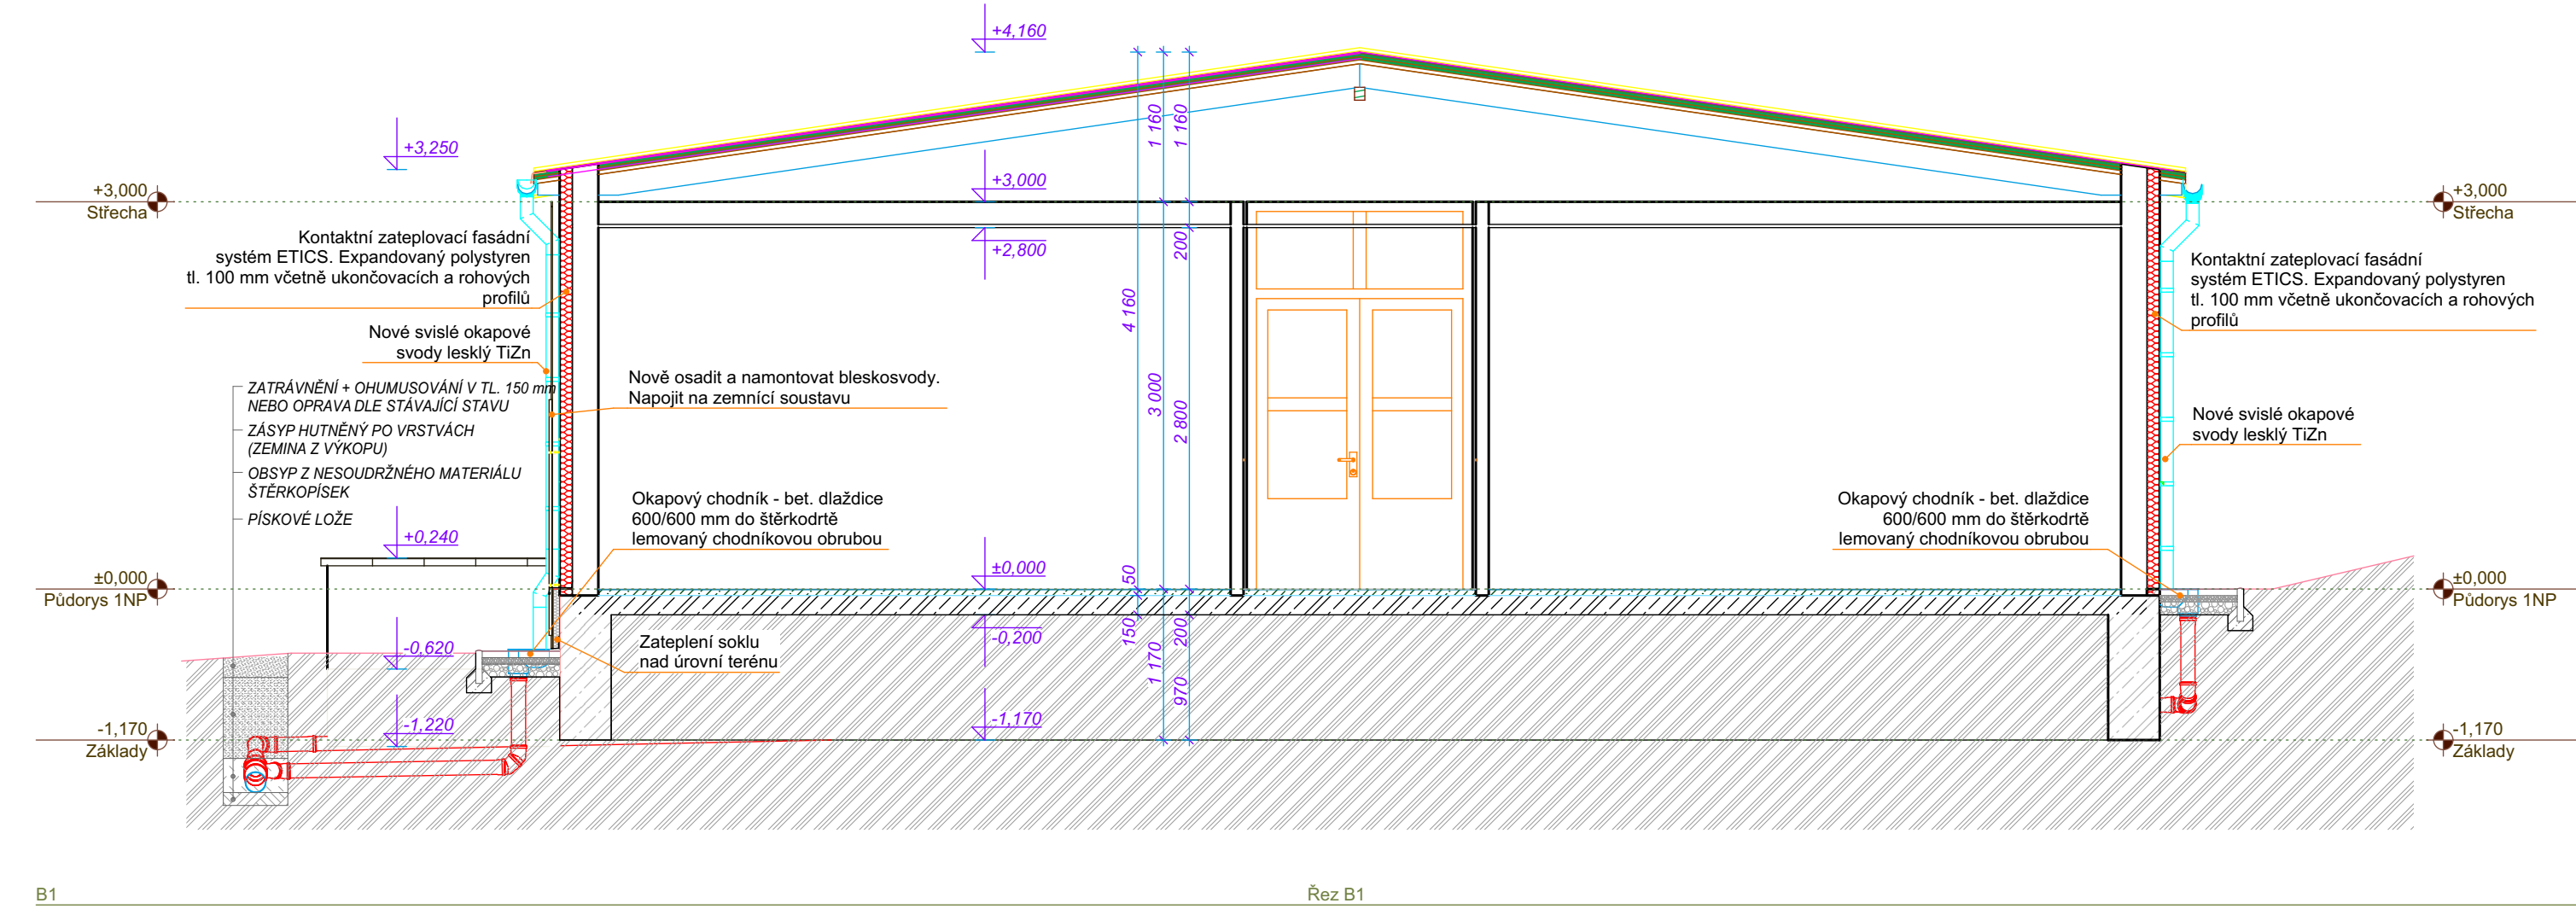 +4,160
+3,250
+3,000
Střecha
+3,000
+3,000
Střecha
1 160
1 160
Kontaktní zateplovací fasádní
systém ETICS. Expandovaný polystyren
tl. 100 mm včetně ukončovacích a rohových
profilů
+2,800
200
Kontaktní zateplovací fasádní
systém ETICS. Expandovaný polystyren
tl. 100 mm včetně ukončovacích a rohových
profilů
4 160
3 000
2 800
Nové svislé okapové
svody lesklý TiZn
ZATRÁVNĚNÍ + OHUMUSOVÁNÍ V TL. 150 mm
NEBO OPRAVA DLE STÁVAJÍCÍ STAVU
ZÁSYP HUTNĚNÝ PO VRSTVÁCH
(ZEMINA Z VÝKOPU)
OBSYP Z NESOUDRŽNÉHO MATERIÁLU
ŠTĚRKOPÍSEK
PÍSKOVÉ LOŽE
Nově osadit a namontovat bleskosvody.
Napojit na zemnící soustavu
Nové svislé okapové
svody lesklý TiZn
Okapový chodník - bet. dlaždice
600/600 mm do štěrkodrtě
lemovaný chodníkovou obrubou
Okapový chodník - bet. dlaždice
600/600 mm do štěrkodrtě
lemovaný chodníkovou obrubou
+0,240
±0,000
Půdorys 1NP
±0,000
50
±0,000
Půdorys 1NP
-0,620
Zateplení soklu
nad úrovní terénu
-0,200
150
200
1 170
970
-1,170
Základy
-1,220
-1,170
-1,170
Základy
B1
Řez B1